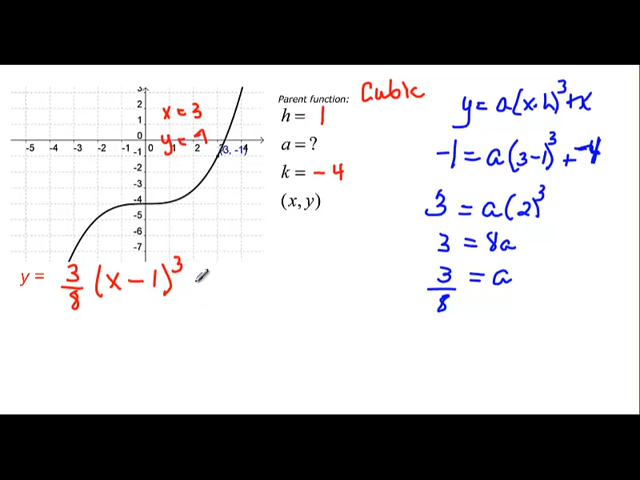 3
2
1
0
-1
-2
-3
-4
-5
-6
-7
-5 -4 -3 -2 -1 0 1 2 4
x = 3
(3, -1)
Parent function: Cubic
h = 1
a = ?
k = -4
(x, y)
y = a(x-h)³+x
-1 = a(3-1)³ + -4
3 = a(2)³
3 = 8a
3/8 = a
y = 3/8 (x - 1)³